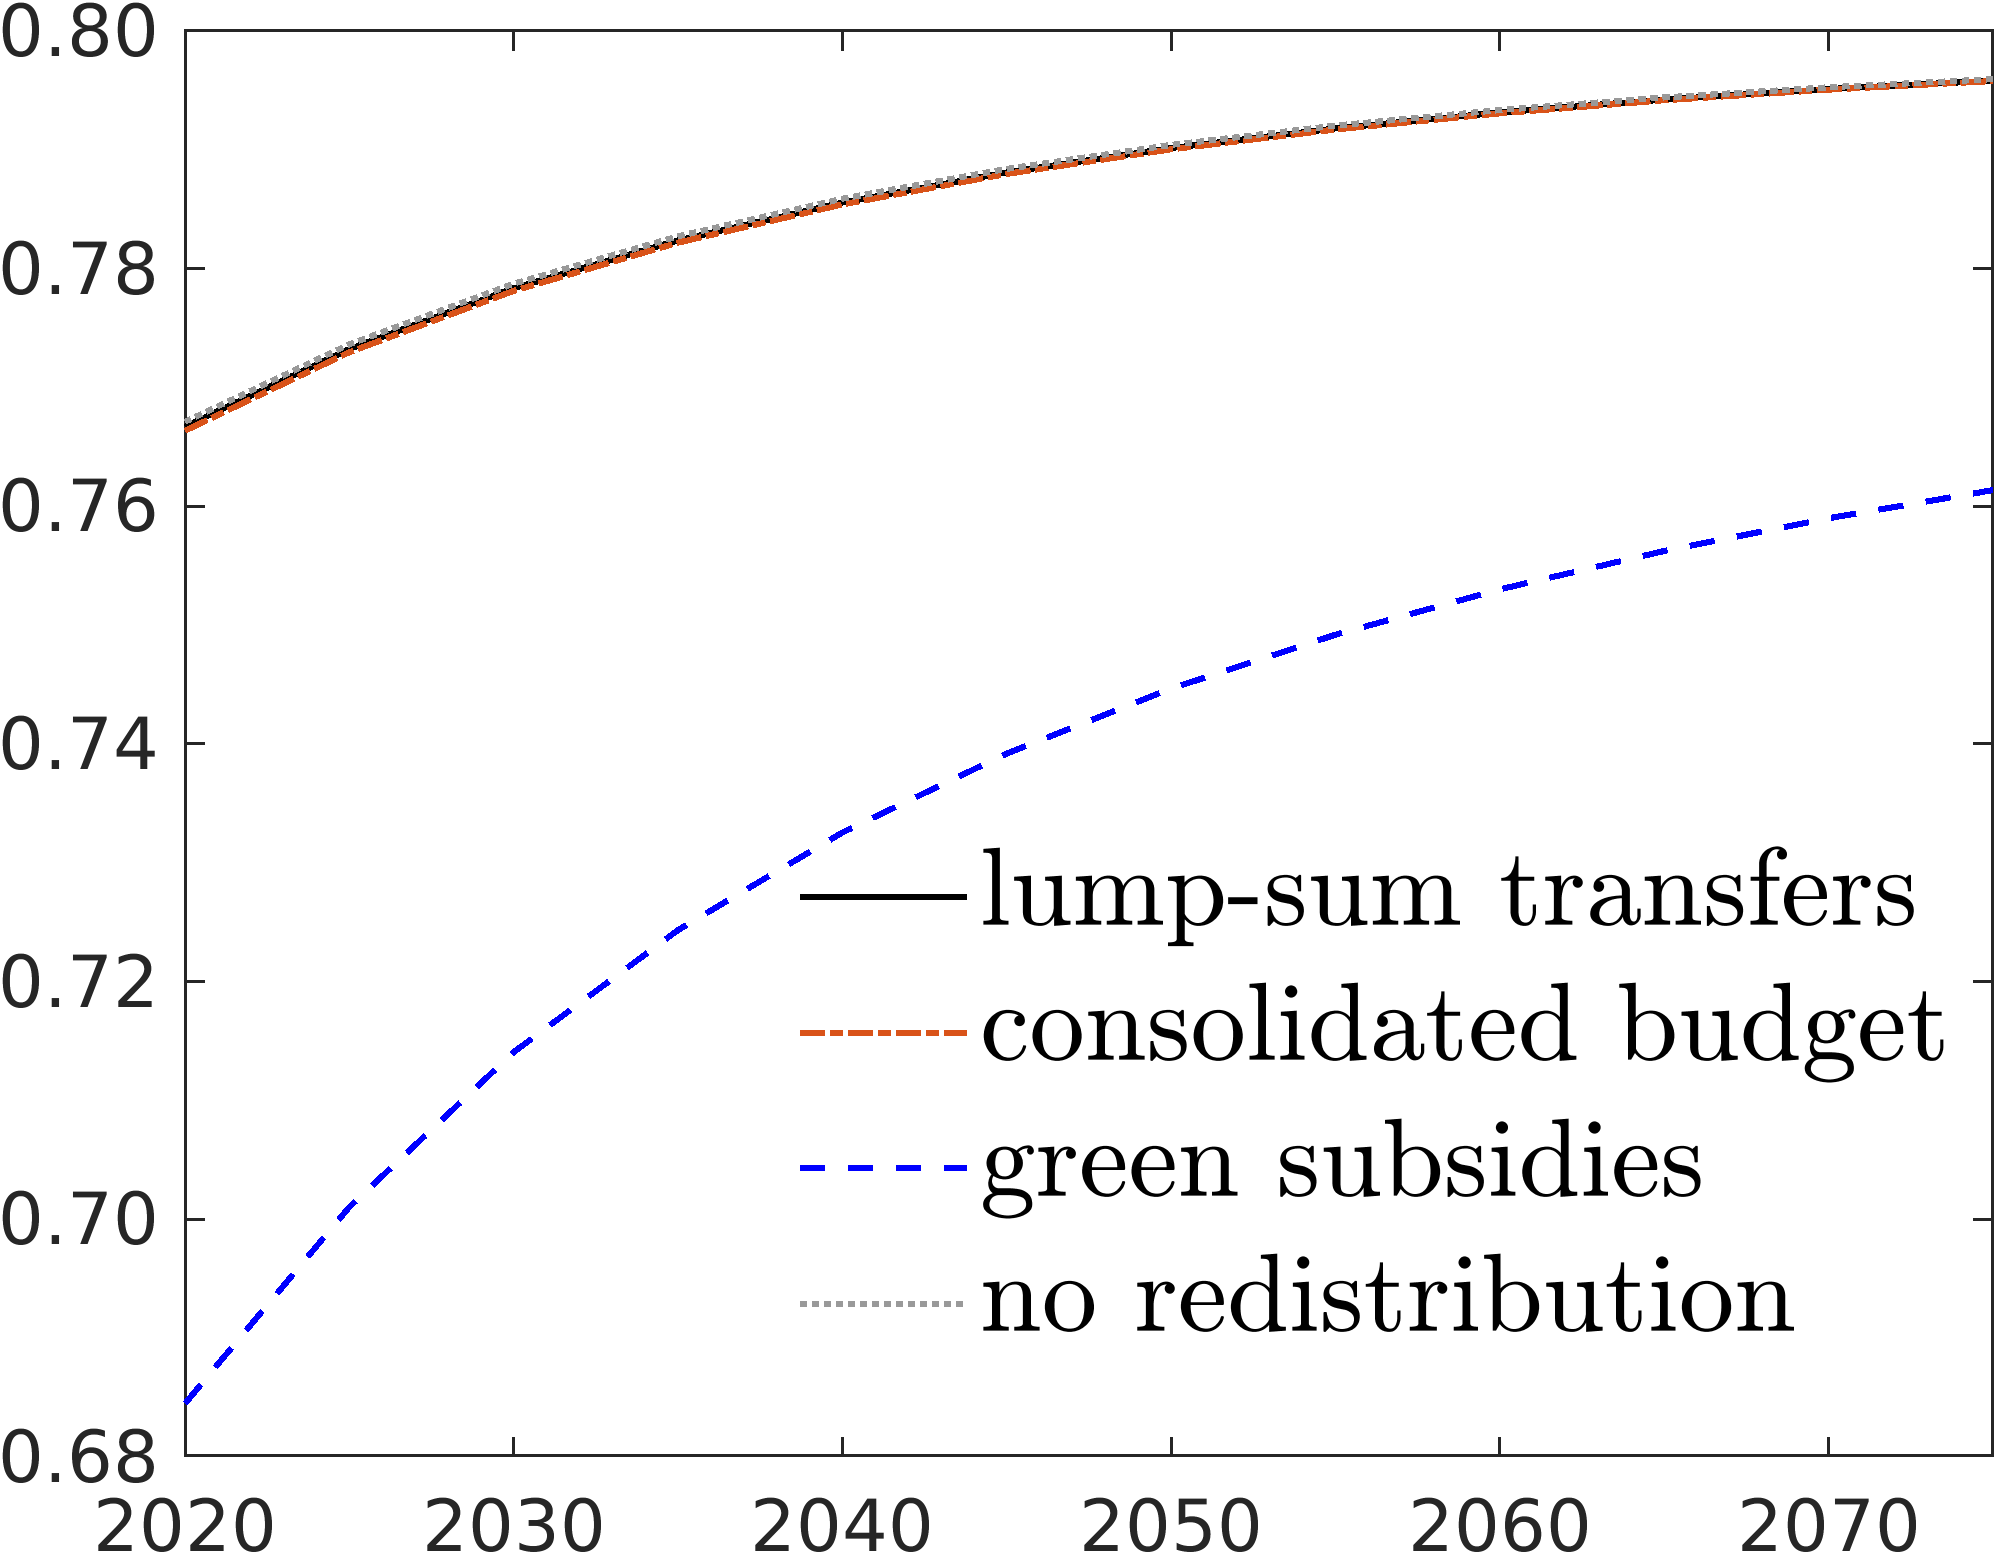 0.80
0.78
0.76
0.74
0.72
0.70
0.68
2020 2030 2040 2050 2060 2070
lump-sum transfers
consolidated budget
green subsidies
no redistribution